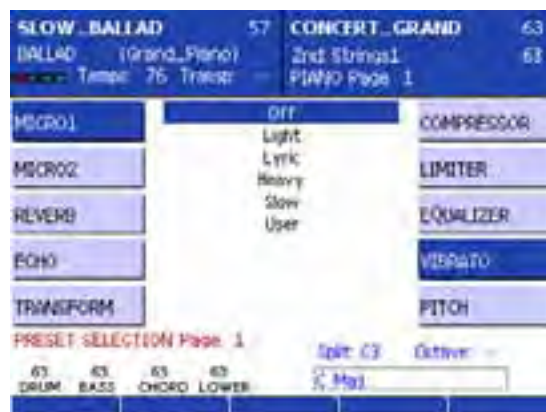 SLOW_BALLAD 57
BALLAD (Grand_Piano)
Tempo: 76 Transp: --
CONCERT_GRAND 63
2nd Strings1 63
PIANO Page 1
MICRO1
MICRO2
REVERB
ECHO
TRANSFORM
Off
Light
Lyric
Heavy
Slow
User
COMPRESSOR
LIMITER
EQUALIZER
VIBRATO
PITCH
PRESET SELECTION Page 1
63 63 63 63
DRUM BASS CHORD LOWER
Split C3 Octave: --
C Maj